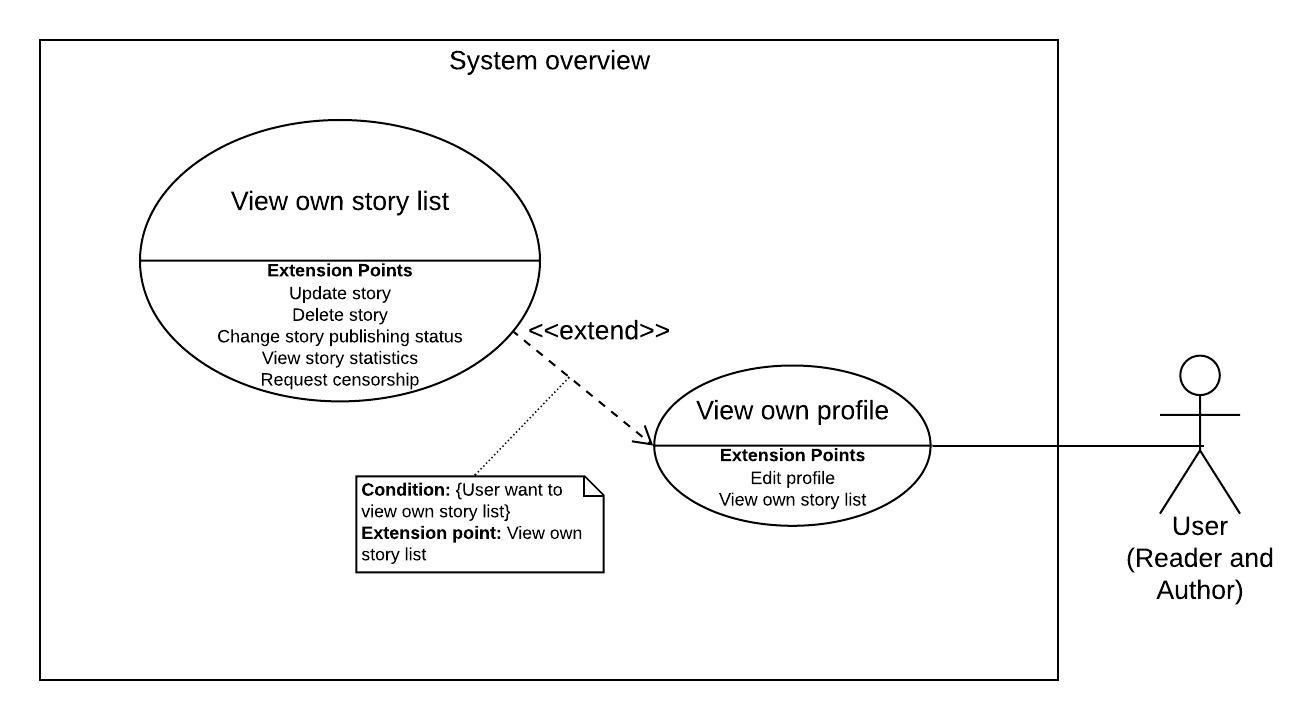 System overview
View own story list
Extension Points
Update story
Delete story
Change story publishing status
View story statistics
Request censorship
<<extend>>
View own profile
Extension Points
Edit profile
View own story list
Condition: {User want to
view own story list}
Extension point: View own
story list
User
(Reader and
Author)